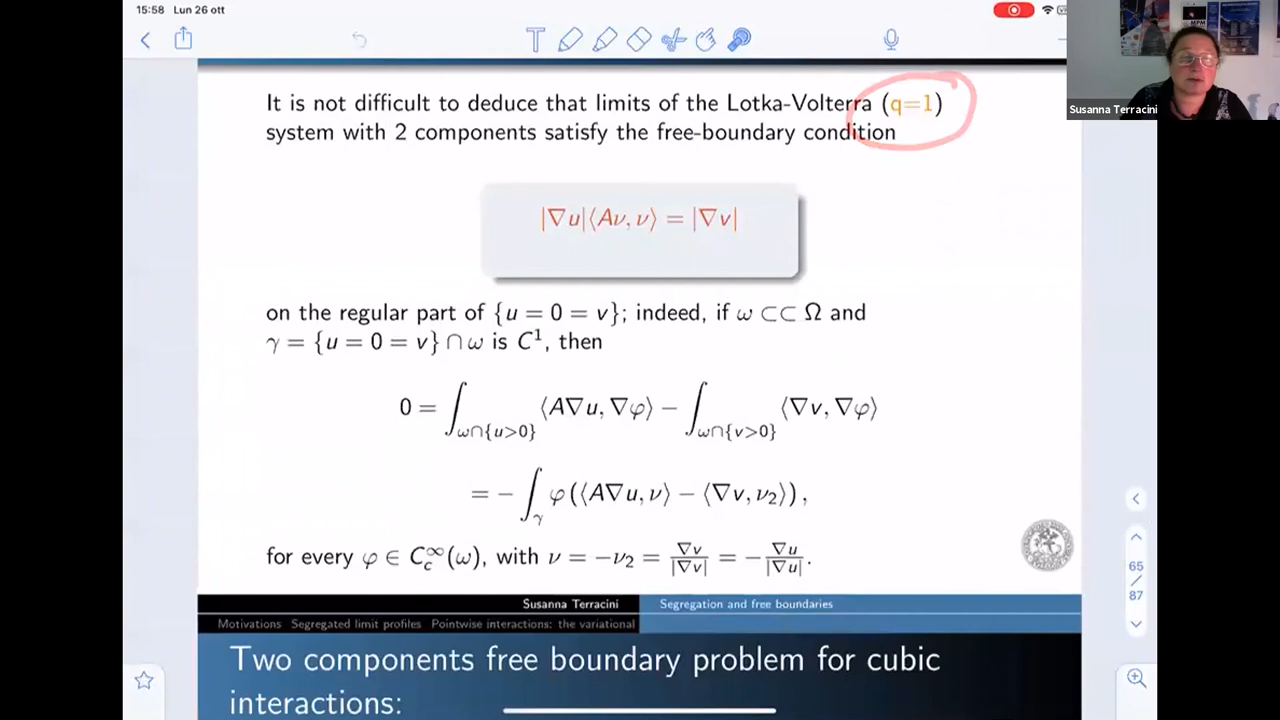 15:58 Lun 26 ott
Susanna Terracini
It is not difficult to deduce that limits of the Lotka-Volterra (q=1)
system with 2 components satisfy the free-boundary condition
|∇u|⟨Aν, ν⟩ = |∇v|
on the regular part of {u = 0 = v}; indeed, if ω ⊂⊂ Ω and
γ = {u = 0 = v} ∩ ω is C¹, then
0 = ∫_{ω∩{u>0}} ⟨A∇u, ∇φ⟩ − ∫_{ω∩{v>0}} ⟨∇v, ∇φ⟩
= − ∫_γ φ(⟨A∇u, ν⟩ − ⟨∇v, ν₂⟩),
for every φ ∈ C_c^∞(ω), with ν = −ν₂ = ∇v/|∇v| = −∇u/|∇u|.
65
/
87
Susanna Terracini Segregation and free boundaries
Motivations Segregated limit profiles Pointwise interactions: the variational
Two components free boundary problem for cubic
interactions: